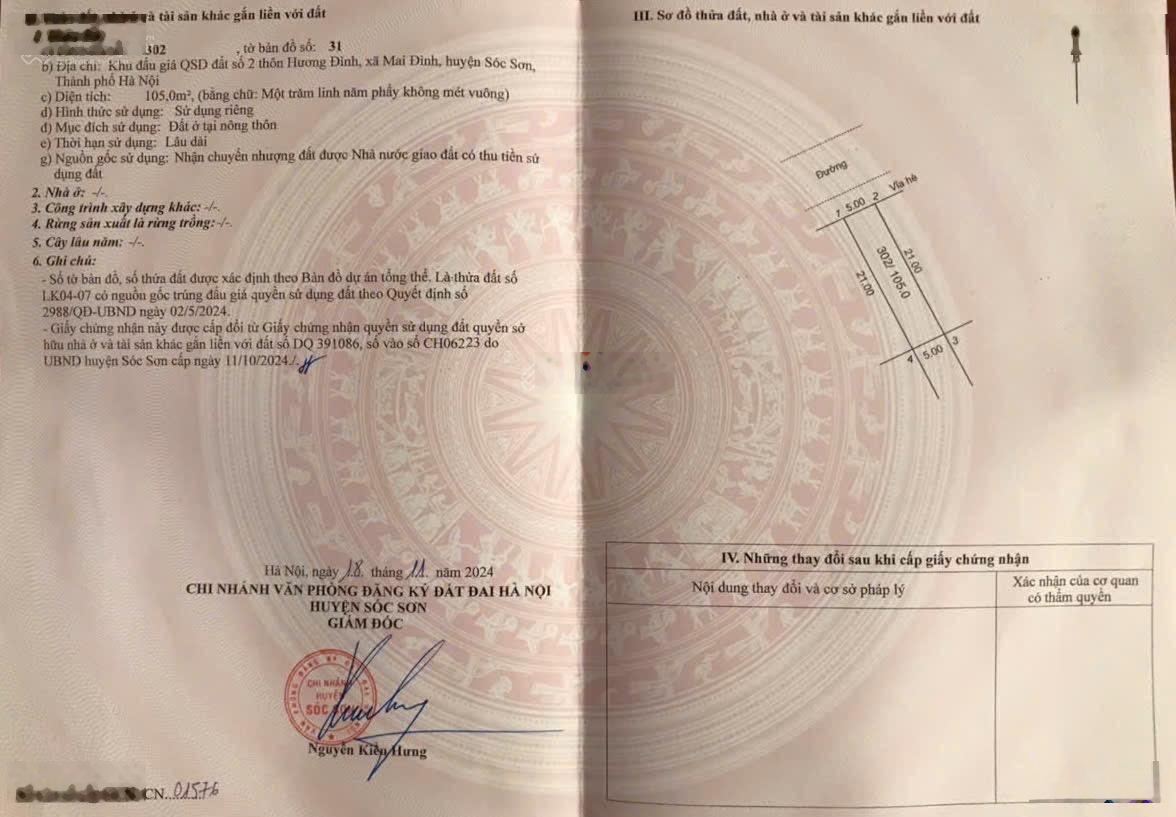 và tài sản khác gắn liền với đất
302 , tờ bản đồ số: 31
b) Địa chỉ: Khu đấu giá QSD đất số 2 thôn Hương Đình, xã Mai Đình, huyện Sóc Sơn,
Thành phố Hà Nội
c) Diện tích: 105,0m², (bằng chữ: Một trăm linh năm phẩy không mét vuông)
d) Hình thức sử dụng: Sử dụng riêng
đ) Mục đích sử dụng: Đất ở tại nông thôn
e) Thời hạn sử dụng: Lâu dài
g) Nguồn gốc sử dụng: Nhận chuyển nhượng đất được Nhà nước giao đất có thu tiền sử
dụng đất
2. Nhà ở: -/-.
3. Công trình xây dựng khác: -/-.
4. Rừng sản xuất là rừng trồng: -/-.
5. Cây lâu năm: -/-.
6. Ghi chú:
- Số tờ bản đồ, số thửa đất được xác định theo Bản đồ dự án tổng thể. Là thửa đất số
LK04-07 có nguồn gốc trúng đấu giá quyền sử dụng đất theo Quyết định số
2988/QĐ-UBND ngày 02/5/2024.
- Giấy chứng nhận này được cấp đổi từ Giấy chứng nhận quyền sử dụng đất quyền sở
hữu nhà ở và tài sản khác gắn liền với đất số DQ 391086, số vào sổ CH06223 do
UBND huyện Sóc Sơn cấp ngày 11/10/2024./.
Hà Nội, ngày 18. tháng 11. năm 2024
CHI NHÁNH VĂN PHÒNG ĐĂNG KÝ ĐẤT ĐAI HÀ NỘI
HUYỆN SÓC SƠN
GIÁM ĐỐC
CHI NHÁNH
HUYỆN
SÓC SƠN
Nguyễn Kiên Hưng
CN..01576
III. Sơ đồ thửa đất, nhà ở và tài sản khác gắn liền với đất
B
Đường
Vỉa hè
1 5.00 2
21.00
302/ 105.0
21.00
4 5.00 3
IV. Những thay đổi sau khi cấp giấy chứng nhận
Nội dung thay đổi và cơ sở pháp lý
Xác nhận của cơ quan
có thẩm quyền